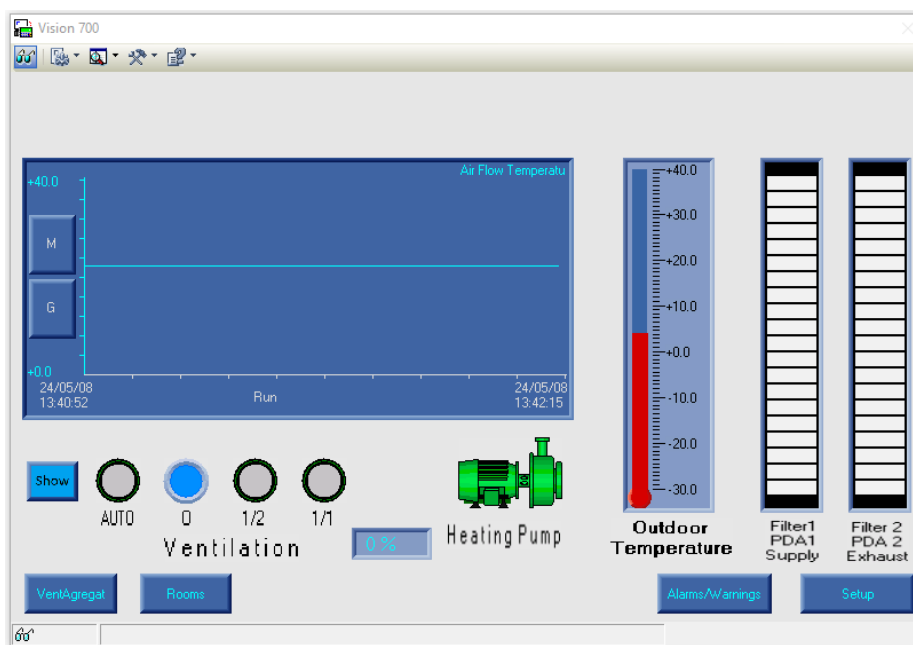 Vision 700
Air Flow Temperatu
+40.0
M
G
+0.0
24/05/08
13:40:52
Run
24/05/08
13:42:15
+40.0
+30.0
+20.0
+10.0
+0.0
-10.0
-20.0
-30.0
Show
AUTO
0
1/2
1/1
Ventilation
0 %
Heating Pump
Outdoor
Temperature
Filter1
PDA1
Supply
Filter 2
PDA 2
Exhaust
VentAgregat
Rooms
Alarms/Warnings
Setup